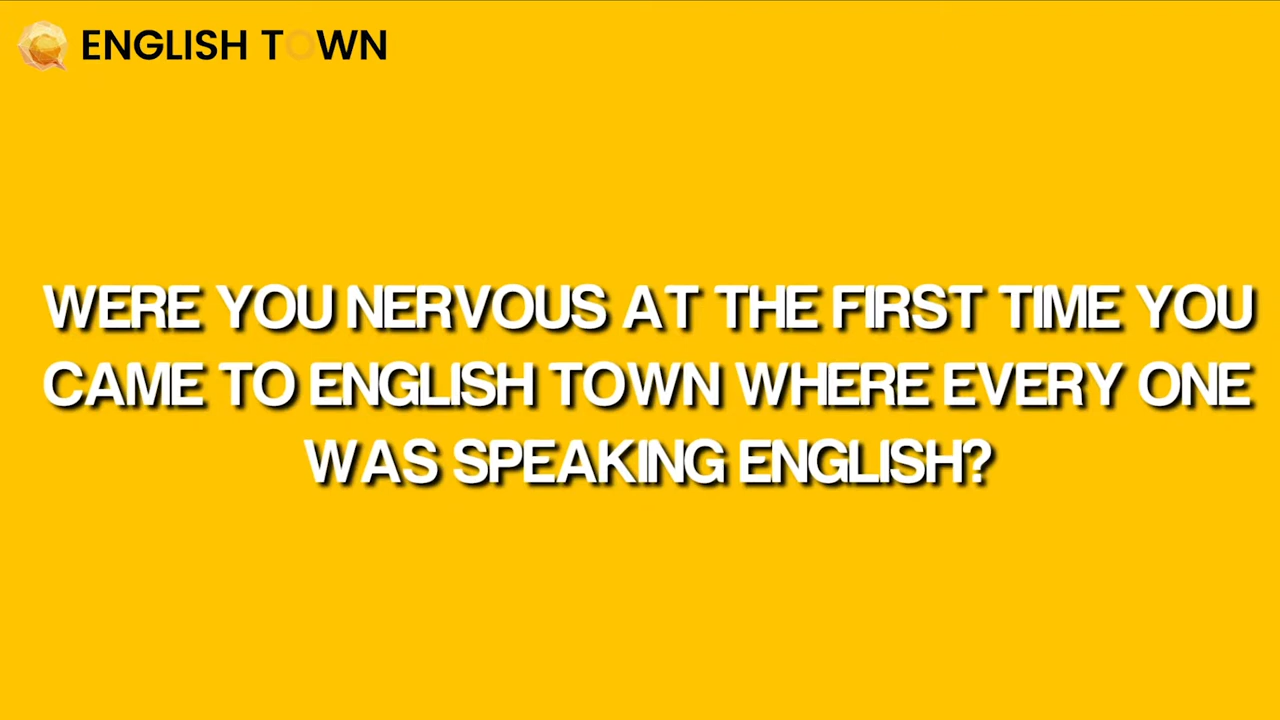 ENGLISH TOWN
WERE YOU NERVOUS AT THE FIRST TIME YOU
CAME TO ENGLISH TOWN WHERE EVERY ONE
WAS SPEAKING ENGLISH?